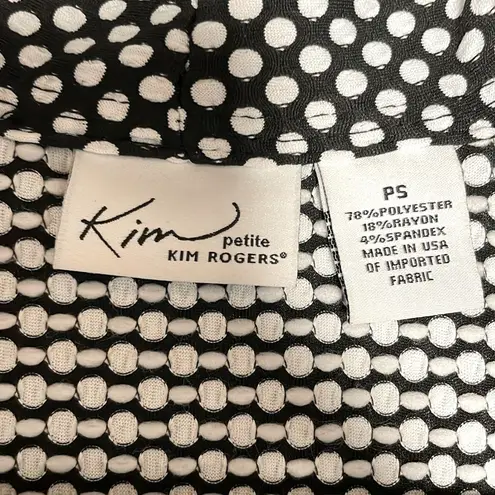 Kim
petite
KIM ROGERS®
PS
78%POLYESTER
18%RAYON
4%SPANDEX
MADE IN USA
OF IMPORTED
FABRIC